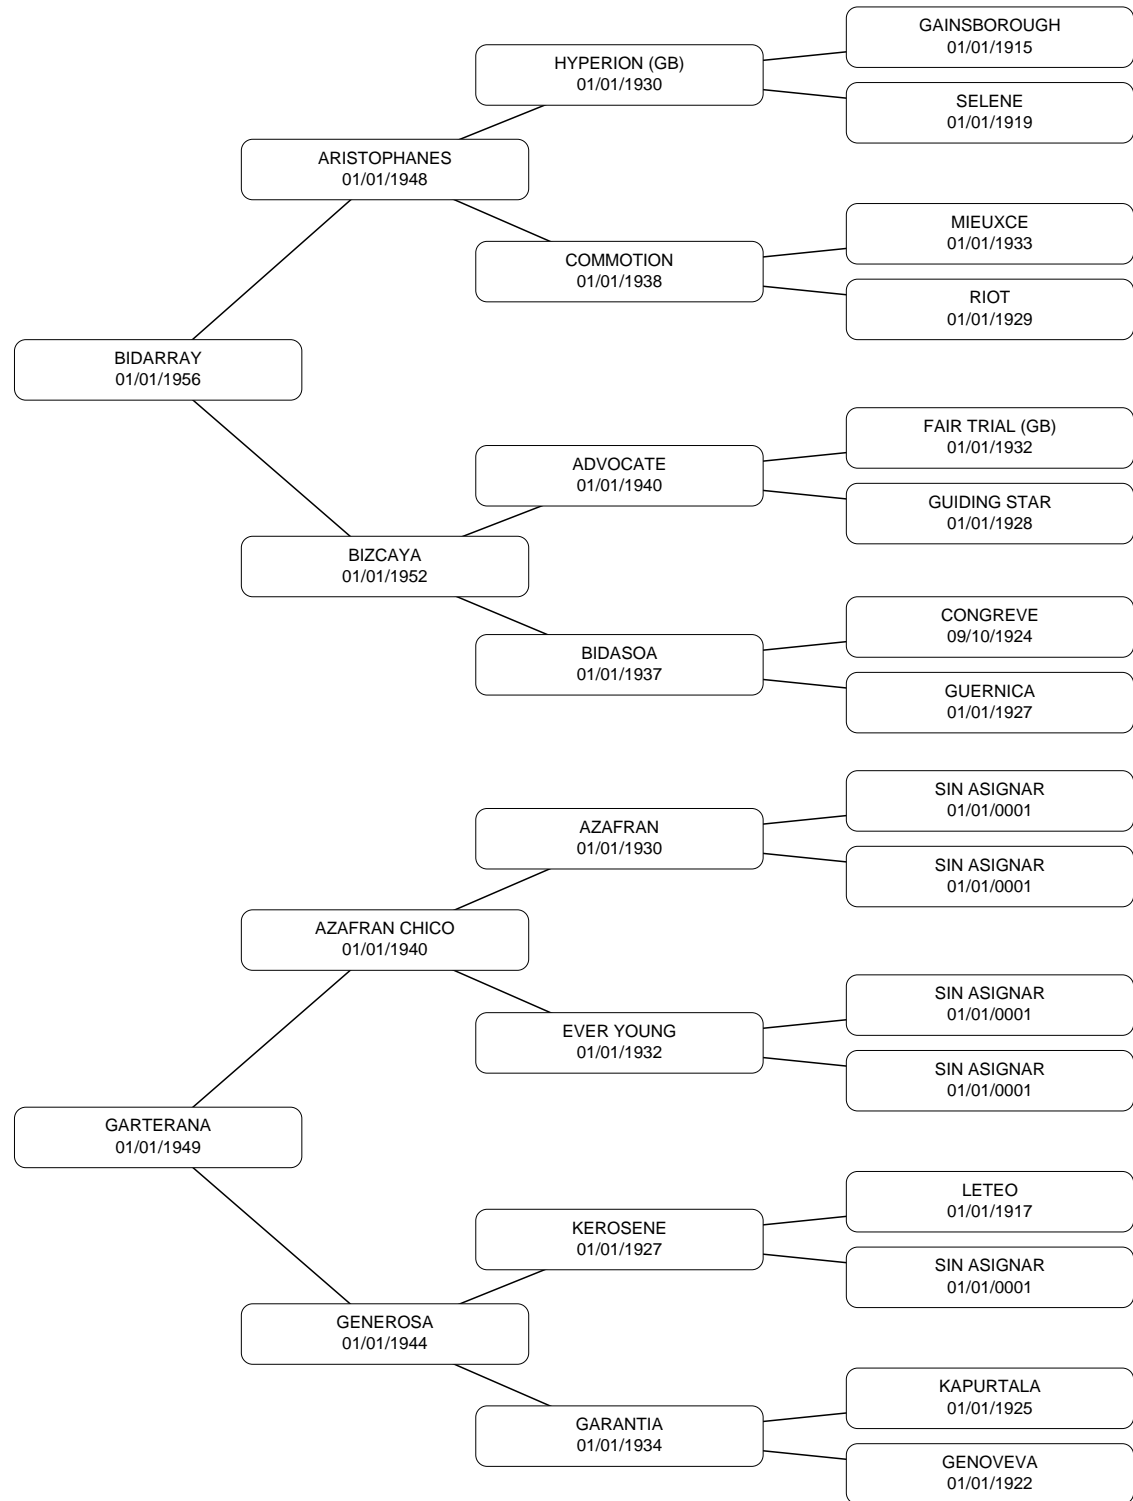 GAINSBOROUGH
01/01/1915
HYPERION (GB)
01/01/1930
SELENE
01/01/1919
ARISTOPHANES
01/01/1948
MIEUXCE
01/01/1933
COMMOTION
01/01/1938
RIOT
01/01/1929
BIDARRAY
01/01/1956
FAIR TRIAL (GB)
01/01/1932
ADVOCATE
01/01/1940
GUIDING STAR
01/01/1928
BIZCAYA
01/01/1952
CONGREVE
09/10/1924
BIDASOA
01/01/1937
GUERNICA
01/01/1927
SIN ASIGNAR
01/01/0001
AZAFRAN
01/01/1930
SIN ASIGNAR
01/01/0001
AZAFRAN CHICO
01/01/1940
SIN ASIGNAR
01/01/0001
EVER YOUNG
01/01/1932
SIN ASIGNAR
01/01/0001
GARTERANA
01/01/1949
LETEO
01/01/1917
KEROSENE
01/01/1927
SIN ASIGNAR
01/01/0001
GENEROSA
01/01/1944
KAPURTALA
01/01/1925
GARANTIA
01/01/1934
GENOVEVA
01/01/1922